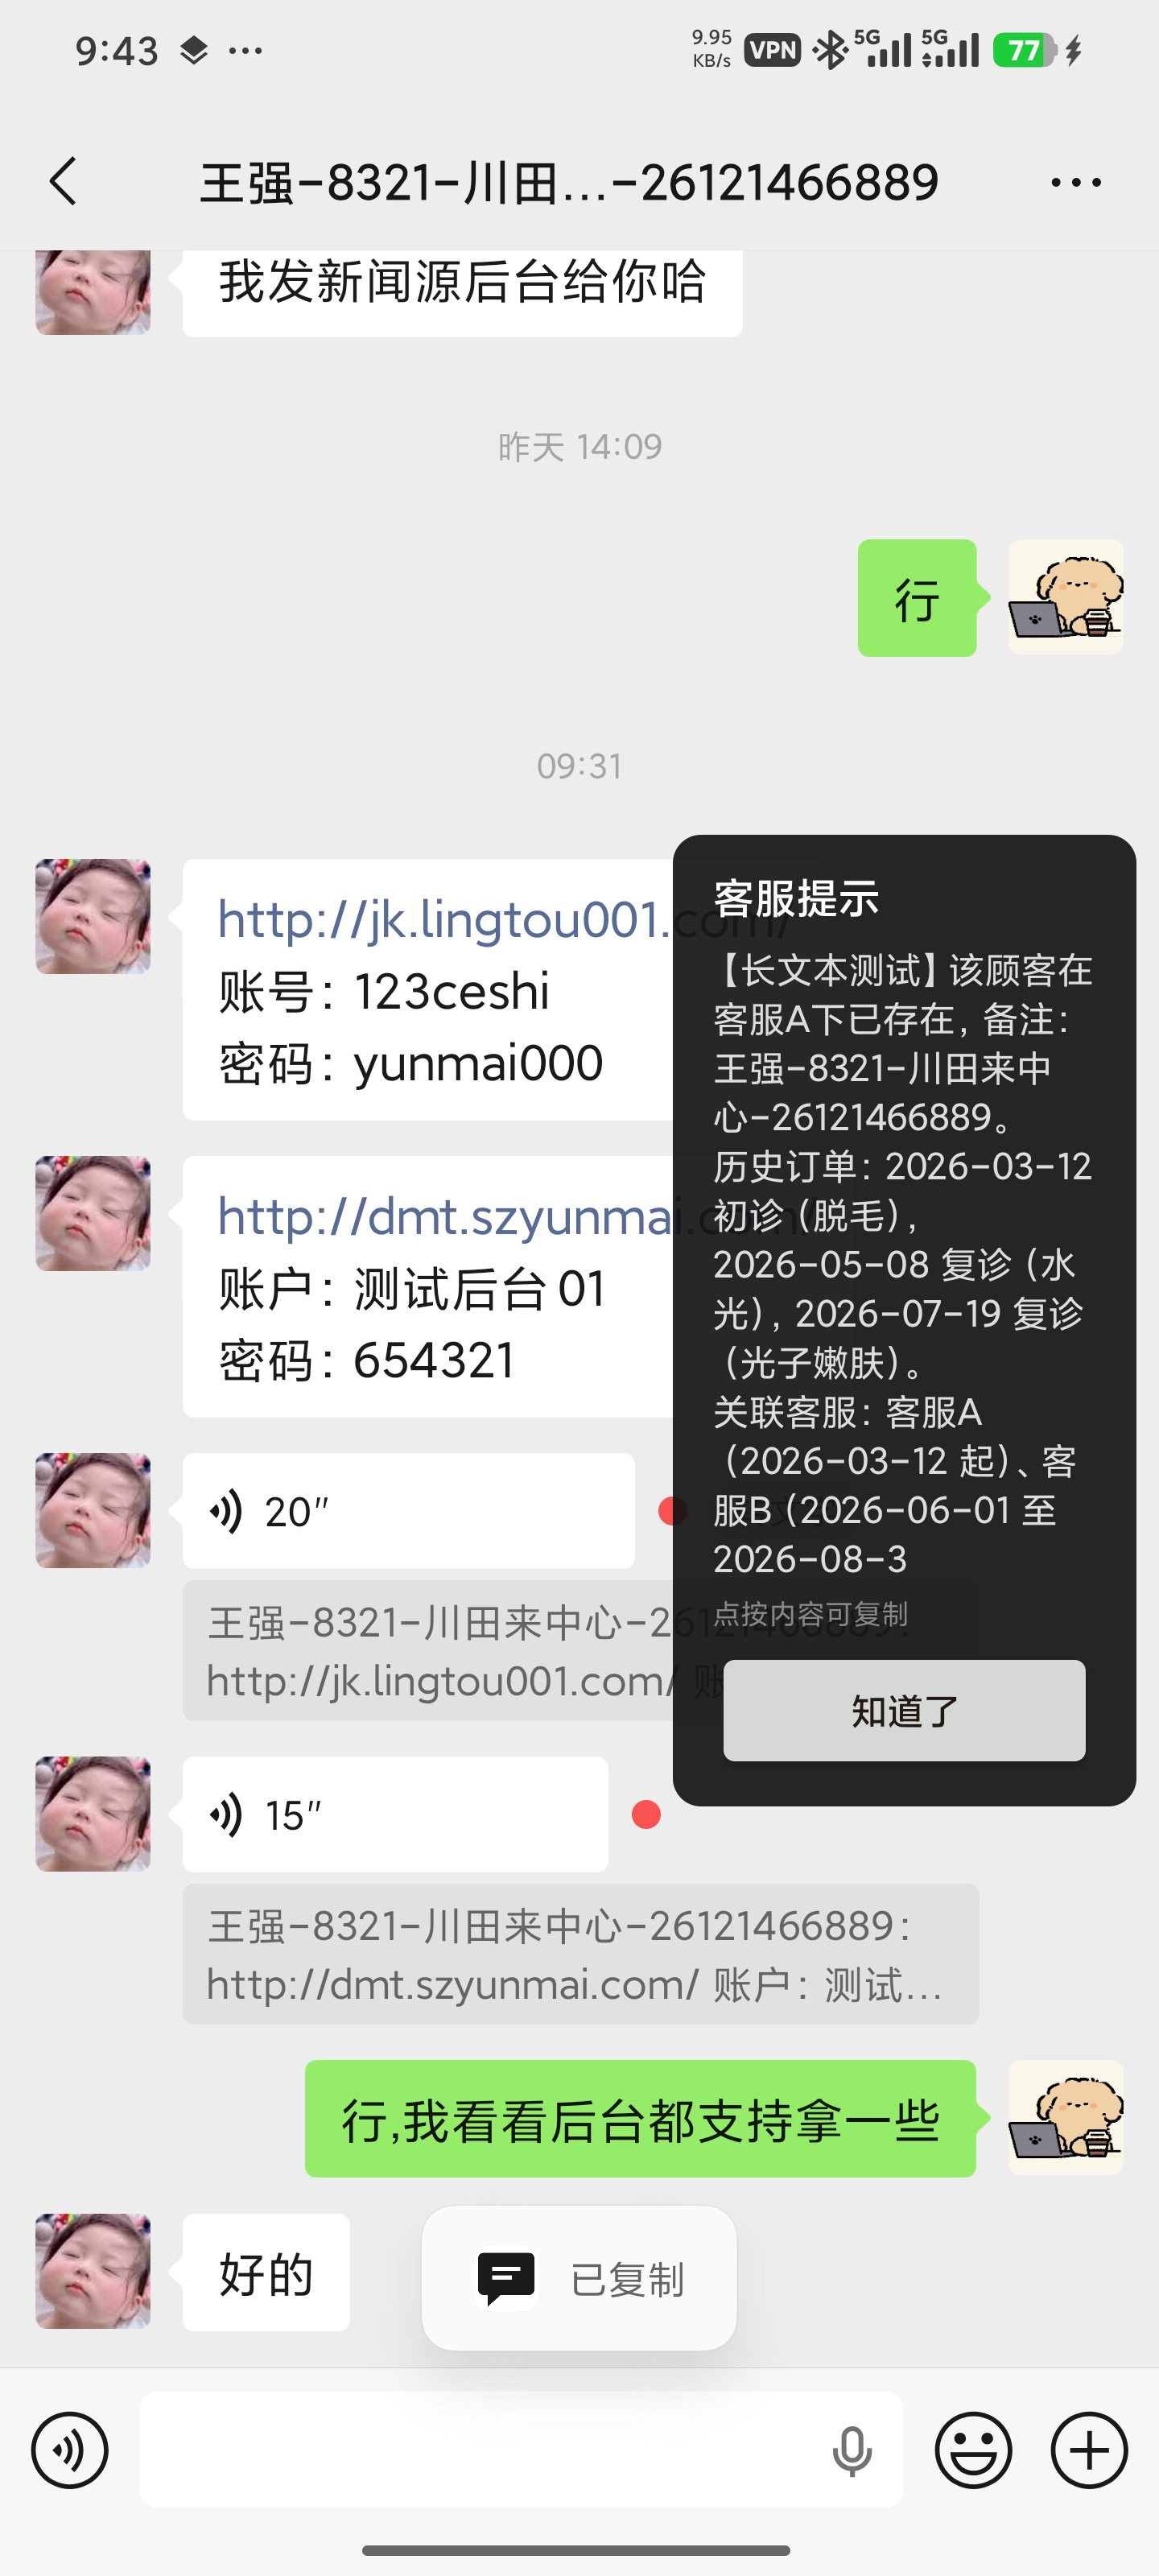 9:43
9.95 KB/s VPN 5G 5G 77
王强-8321-川田...-26121466889
我发新闻源后台给你哈
昨天 14:09
行
09:31
http://jk.lingtou001.com/
账号：123ceshi
密码：yunmai000
http://dmt.szyunmai.com/
账户：测试后台01
密码：654321
20"
王强-8321-川田来中心-26121466889：
http://jk.lingtou001.com/ 账
15"
王强-8321-川田来中心-26121466889：
http://dmt.szyunmai.com/ 账户：测试...
行,我看看后台都支持拿一些
好的
客服提示
【长文本测试】该顾客在
客服A下已存在，备注：
王强-8321-川田来中
心-26121466889。
历史订单：2026-03-12
初诊（脱毛），
2026-05-08 复诊（水
光），2026-07-19 复诊
（光子嫩肤）。
关联客服：客服A
（2026-03-12 起）、客
服B（2026-06-01 至
2026-08-3
点按内容可复制
知道了
已复制